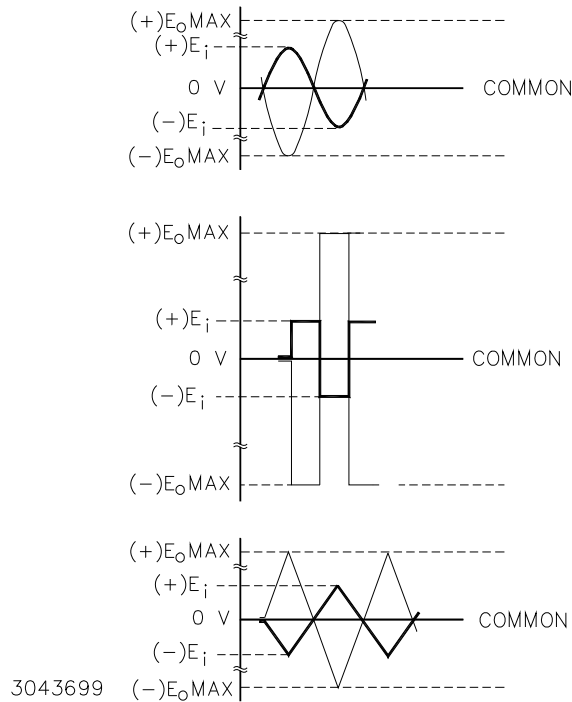 (+)EoMAX
(+)Ei
0 V COMMON
(−)Ei
(−)EoMAX
(+)EoMAX
(+)Ei
0 V COMMON
(−)Ei
(−)EoMAX
(+)EoMAX
(+)Ei
0 V COMMON
(−)Ei
3043699 (−)EoMAX